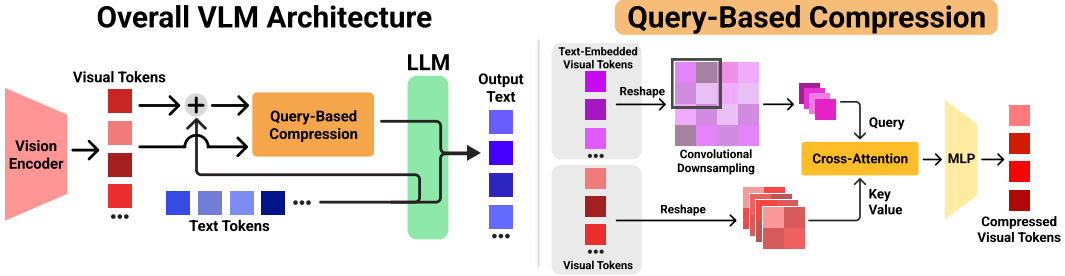 Overall VLM Architecture
Visual Tokens
Vision
Encoder
+
Query-Based
Compression
Text Tokens
LLM
Output
Text
Query-Based Compression
Text-Embedded
Visual Tokens
Reshape
Convolutional
Downsampling
Query
Cross-Attention
Key
Value
Reshape
Visual Tokens
MLP
Compressed
Visual Tokens